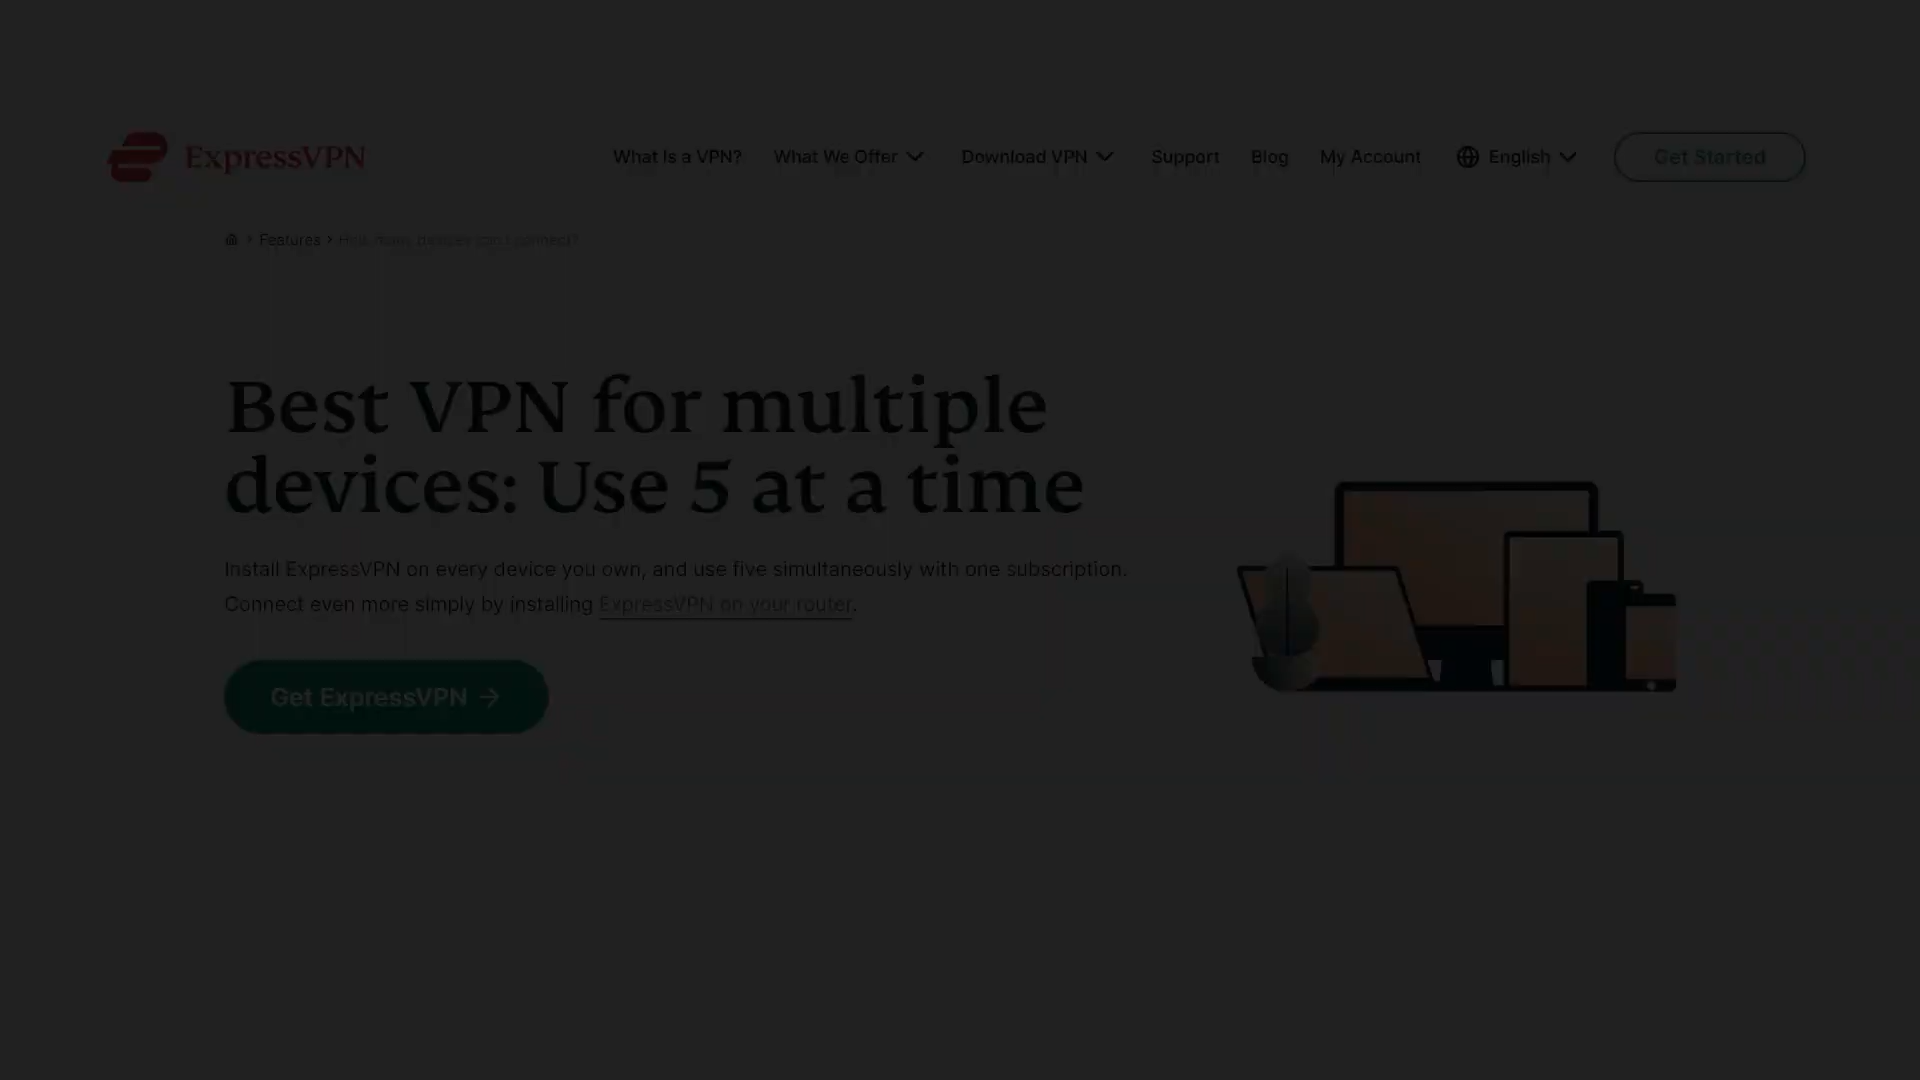 ExpressVPN
What Is a VPN? What We Offer Download VPN Support Blog My Account English Get Started
Features > How many devices can I connect?
Best VPN for multiple
devices: Use 5 at a time
Install ExpressVPN on every device you own, and use five simultaneously with one subscription.
Connect even more simply by installing ExpressVPN on your router.
Get ExpressVPN →